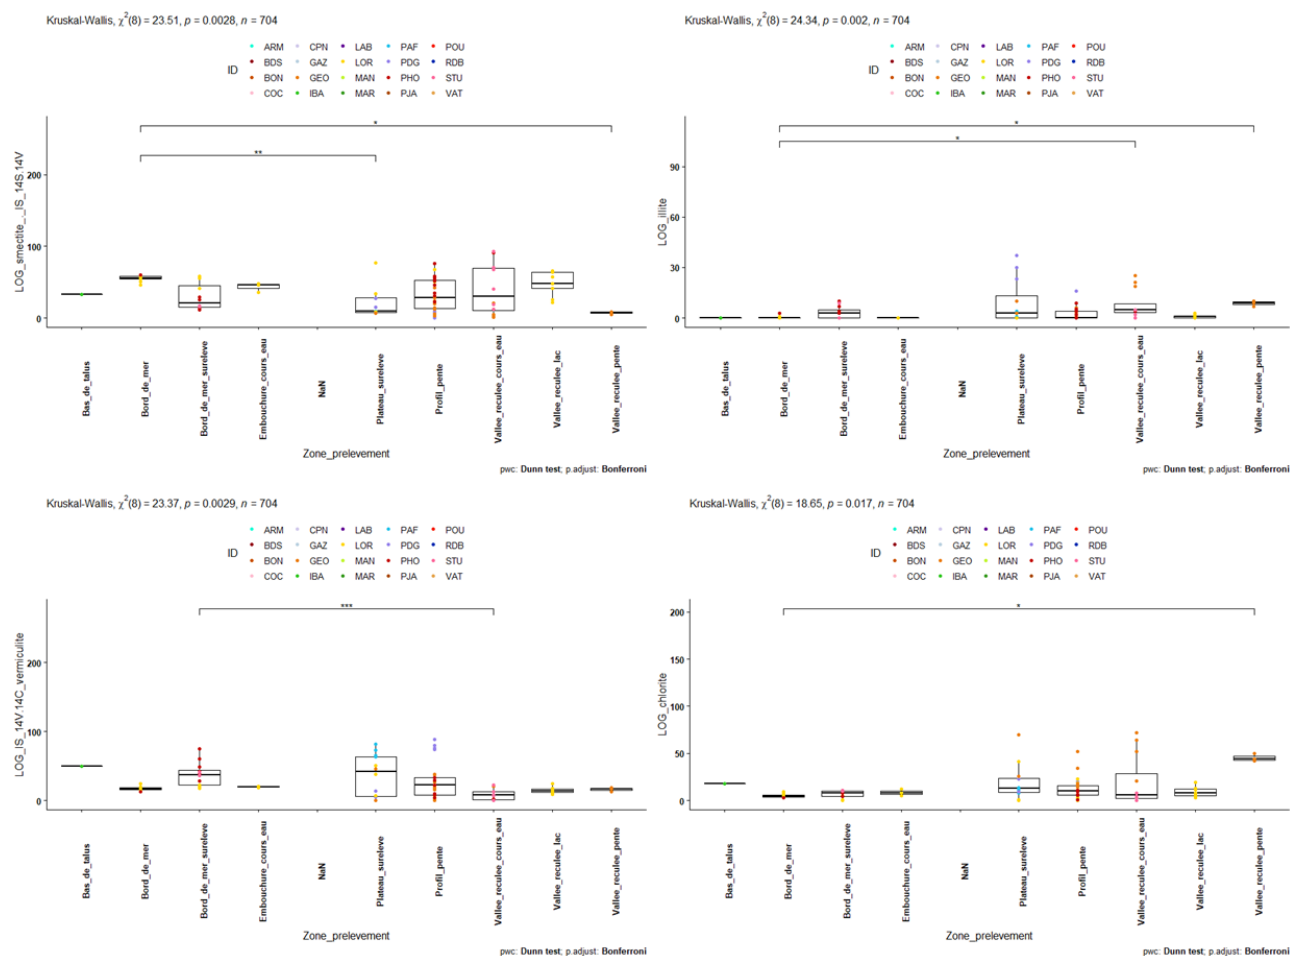 Kruskal-Wallis, χ²(8) = 23.51, p = 0.0028, n = 704
ID
ARM CPN LAB PAF POU
BDS GAZ LOR PDG RDB
BON GEO MAN PHO STU
COC IBA MAR PJA VAT
LOG_smectite_._IS_14S.14V
200
100
0
Bas_de_talus
Bord_de_mer
Bord_de_mer_sureleve
Embouchure_cours_eau
NaN
Plateau_sureleve
Profil_pente
Vallee_reculee_cours_eau
Vallee_reculee_lac
Vallee_reculee_pente
*
**
Zone_prelevement
pwc: Dunn test; p.adjust: Bonferroni
Kruskal-Wallis, χ²(8) = 24.34, p = 0.002, n = 704
ID
ARM CPN LAB PAF POU
BDS GAZ LOR PDG RDB
BON GEO MAN PHO STU
COC IBA MAR PJA VAT
LOG_illite
90
60
30
0
*
*
Bas_de_talus
Bord_de_mer
Bord_de_mer_sureleve
Embouchure_cours_eau
NaN
Plateau_sureleve
Profil_pente
Vallee_reculee_cours_eau
Vallee_reculee_lac
Vallee_reculee_pente
Zone_prelevement
pwc: Dunn test; p.adjust: Bonferroni
Kruskal-Wallis, χ²(8) = 23.37, p = 0.0029, n = 704
ID
ARM CPN LAB PAF POU
BDS GAZ LOR PDG RDB
BON GEO MAN PHO STU
COC IBA MAR PJA VAT
LOG_IS_14V.14C_vermiculite
200
100
0
***
Bas_de_talus
Bord_de_mer
Bord_de_mer_sureleve
Embouchure_cours_eau
NaN
Plateau_sureleve
Profil_pente
Vallee_reculee_cours_eau
Vallee_reculee_lac
Vallee_reculee_pente
Zone_prelevement
pwc: Dunn test; p.adjust: Bonferroni
Kruskal-Wallis, χ²(8) = 18.65, p = 0.017, n = 704
ID
ARM CPN LAB PAF POU
BDS GAZ LOR PDG RDB
BON GEO MAN PHO STU
COC IBA MAR PJA VAT
LOG_chlorite
200
150
100
50
0
*
Bas_de_talus
Bord_de_mer
Bord_de_mer_sureleve
Embouchure_cours_eau
NaN
Plateau_sureleve
Profil_pente
Vallee_reculee_cours_eau
Vallee_reculee_lac
Vallee_reculee_pente
Zone_prelevement
pwc: Dunn test; p.adjust: Bonferroni